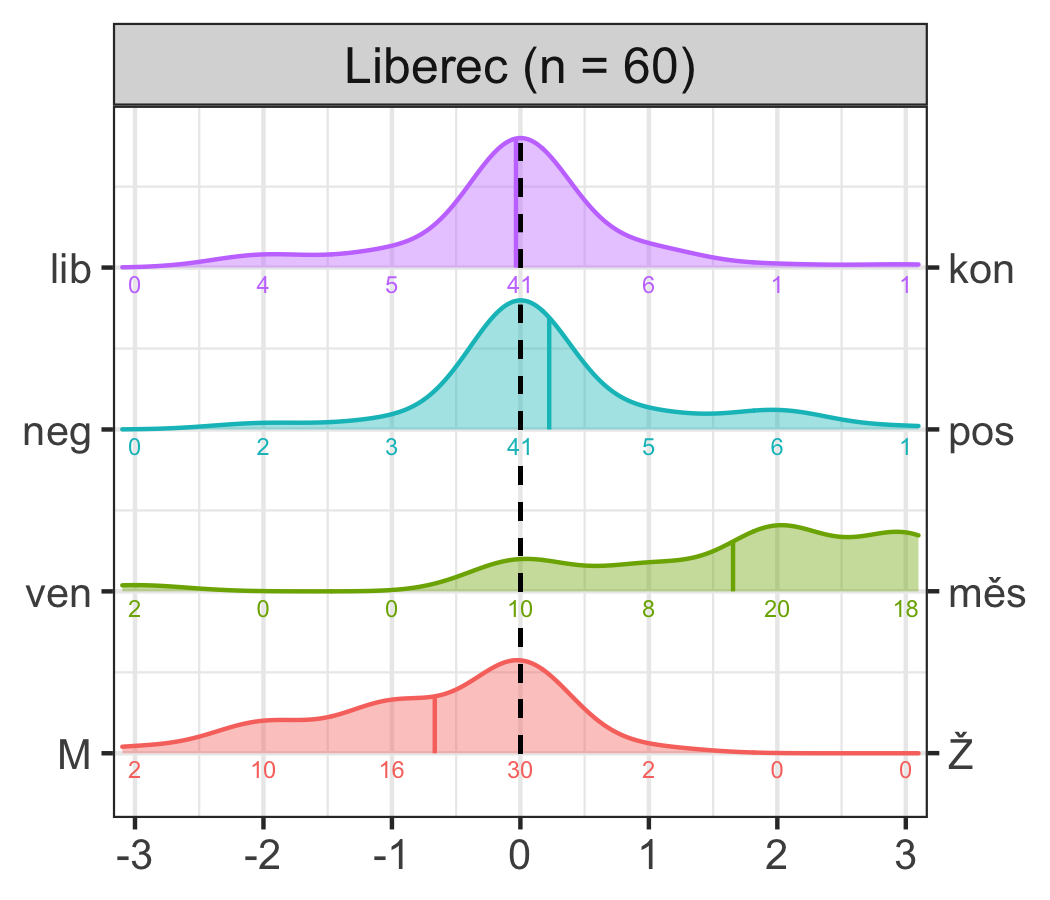 Liberec (n = 60)
lib kon
0 4 5 41 6 1 1
neg pos
0 2 3 41 5 6 1
ven měs
2 0 0 10 8 20 18
M Ž
2 10 16 30 2 0 0
-3 -2 -1 0 1 2 3